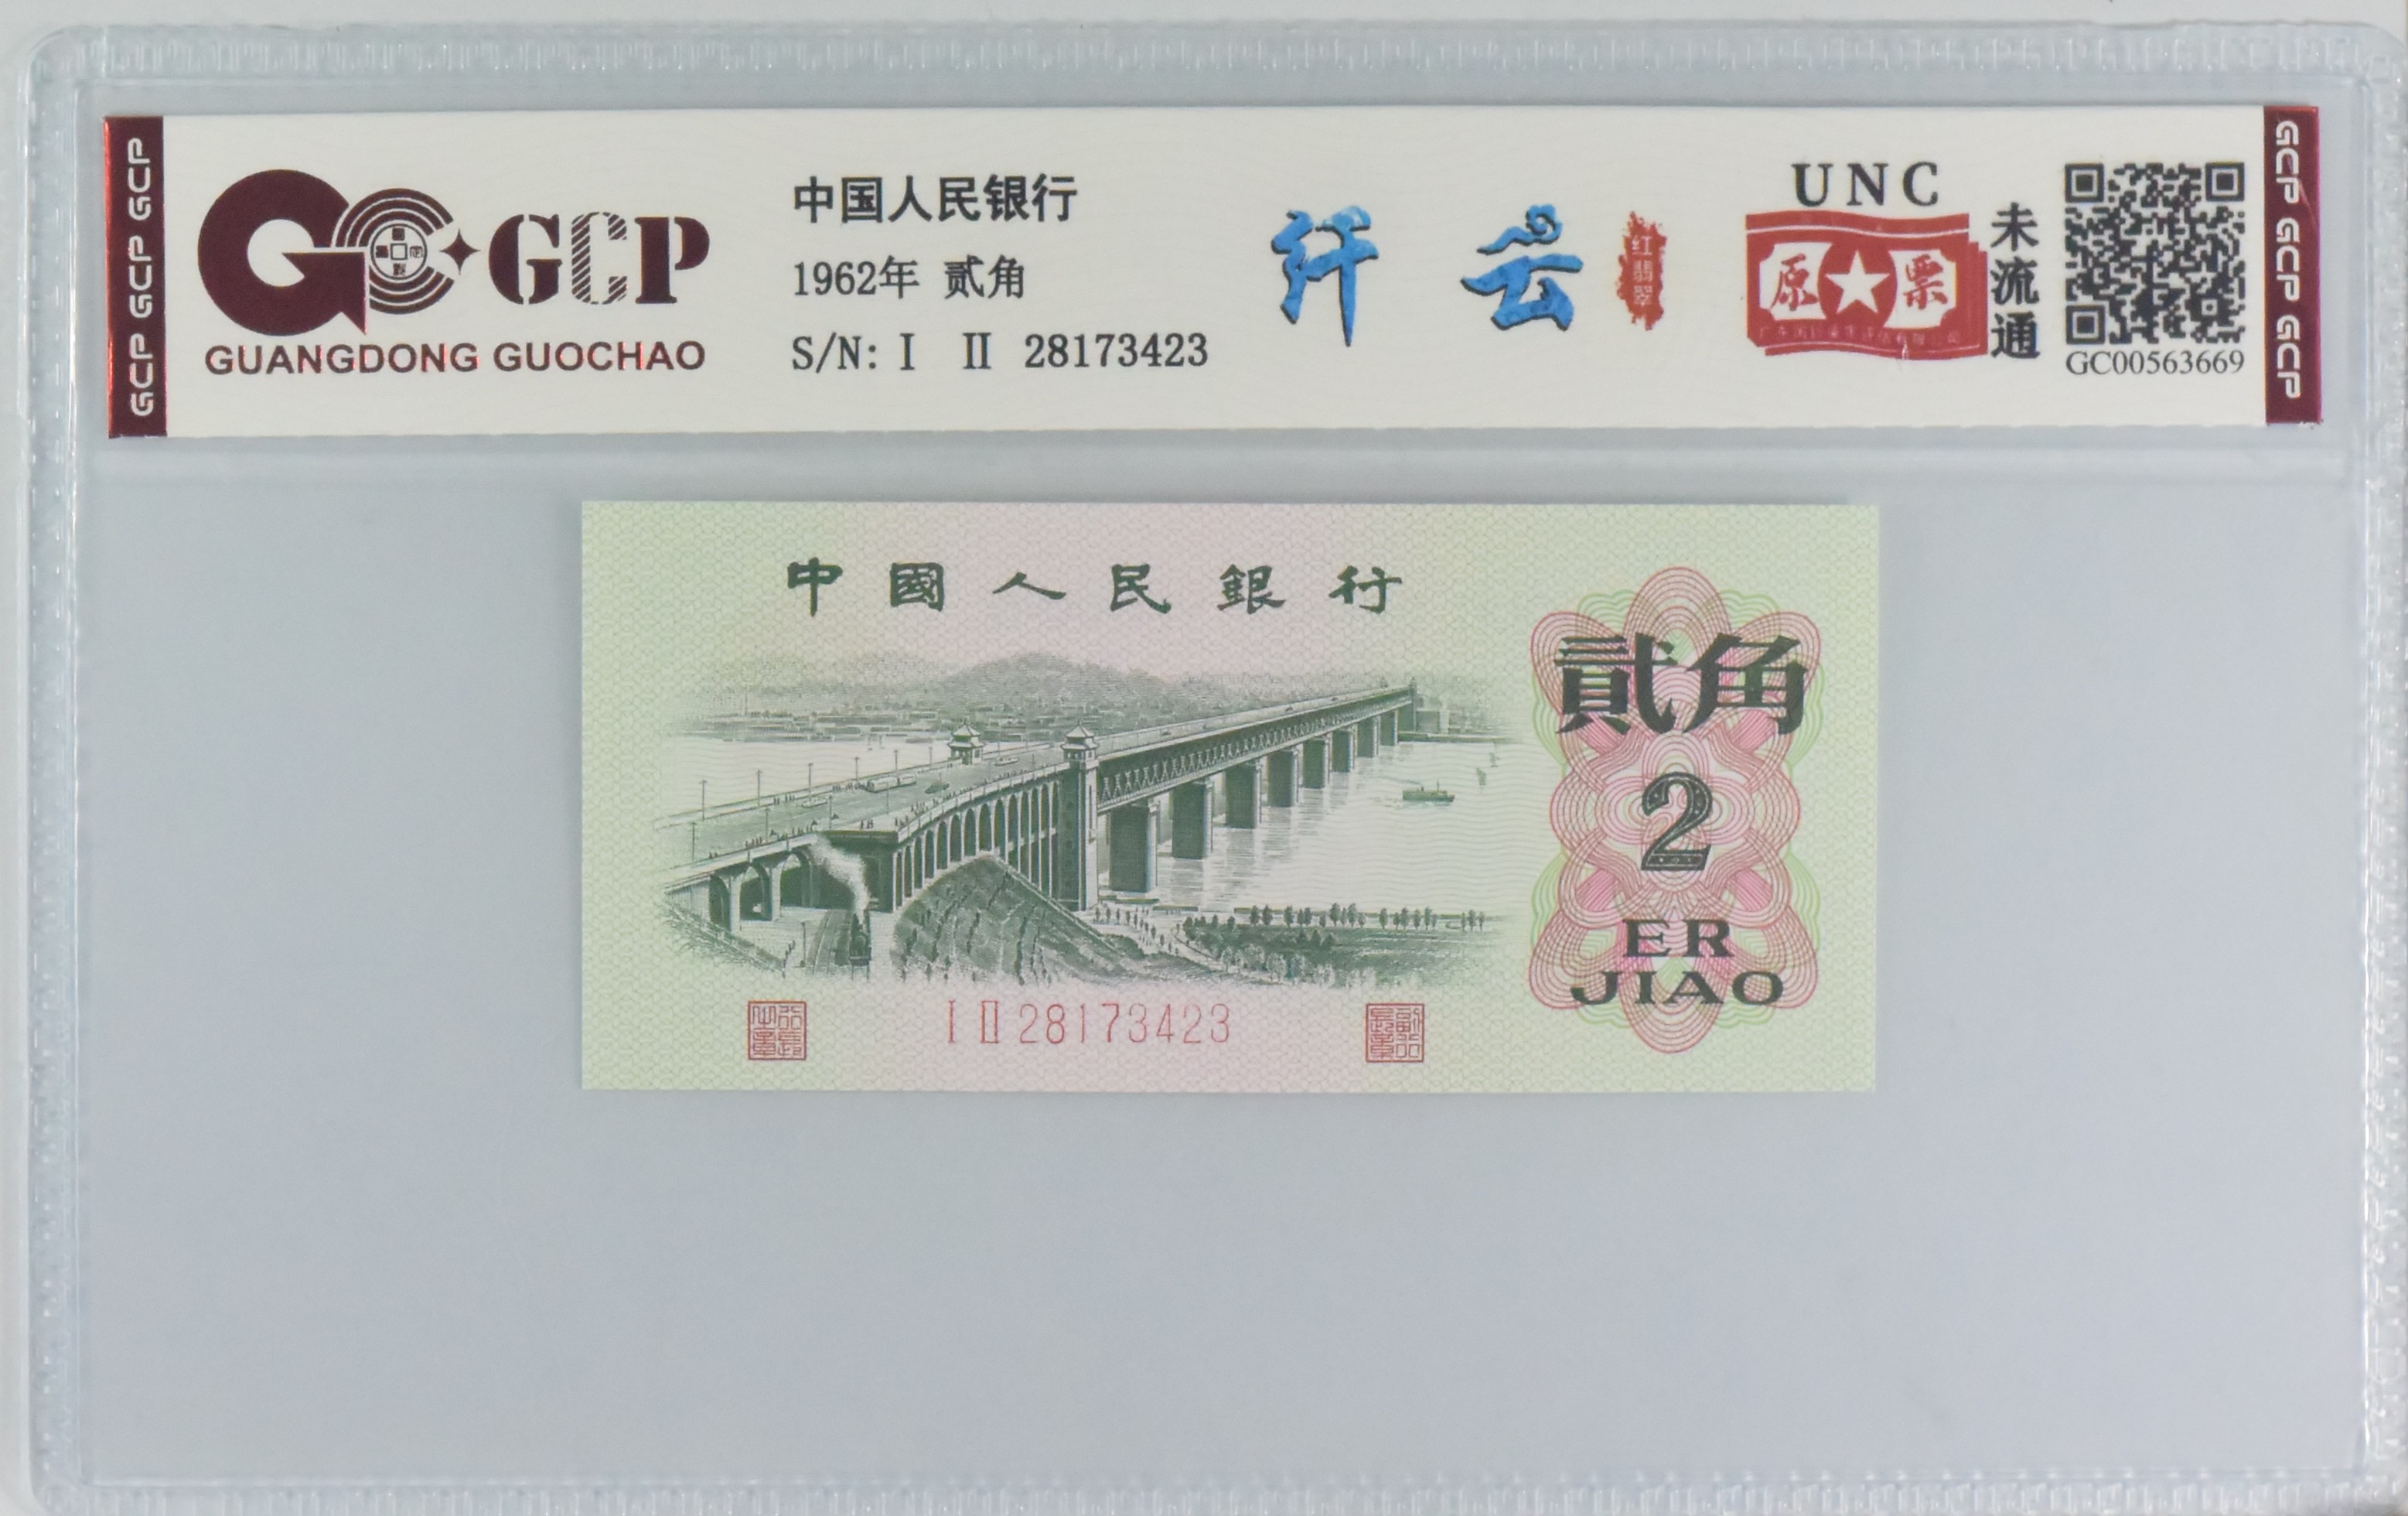 GCP GCP GCP
GCP
GUANGDONG GUOCHAO
中国人民银行
1962年 贰角
S/N: I II 28173423
纤云
红翡翠
UNC
原★票
未流通
GC00563669
GCP GCP GCP
中國人民銀行
貳角
2
ER
JIAO
I II 28173423